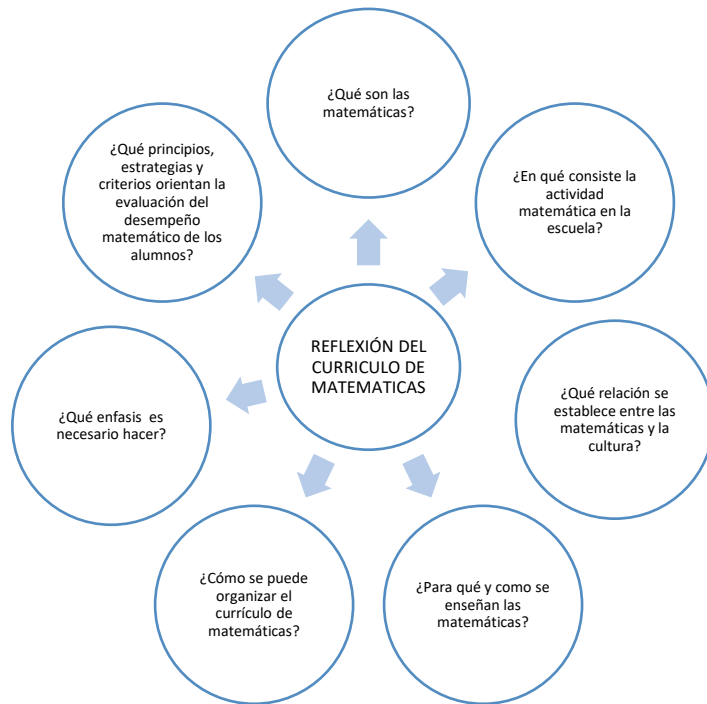 ¿Qué son las
matemáticas?
¿En qué consiste la
actividad
matemática en la
escuela?
¿Qué relación se
establece entre las
matemáticas y la
cultura?
¿Para qué y como se
enseñan las
matemáticas?
¿Cómo se puede
organizar el
currículo de
matemáticas?
¿Qué enfasis es
necesario hacer?
¿Qué principios,
estrategias y
criterios orientan la
evaluación del
desempeño
matemático de los
alumnos?
REFLEXIÓN DEL
CURRICULO DE
MATEMATICAS